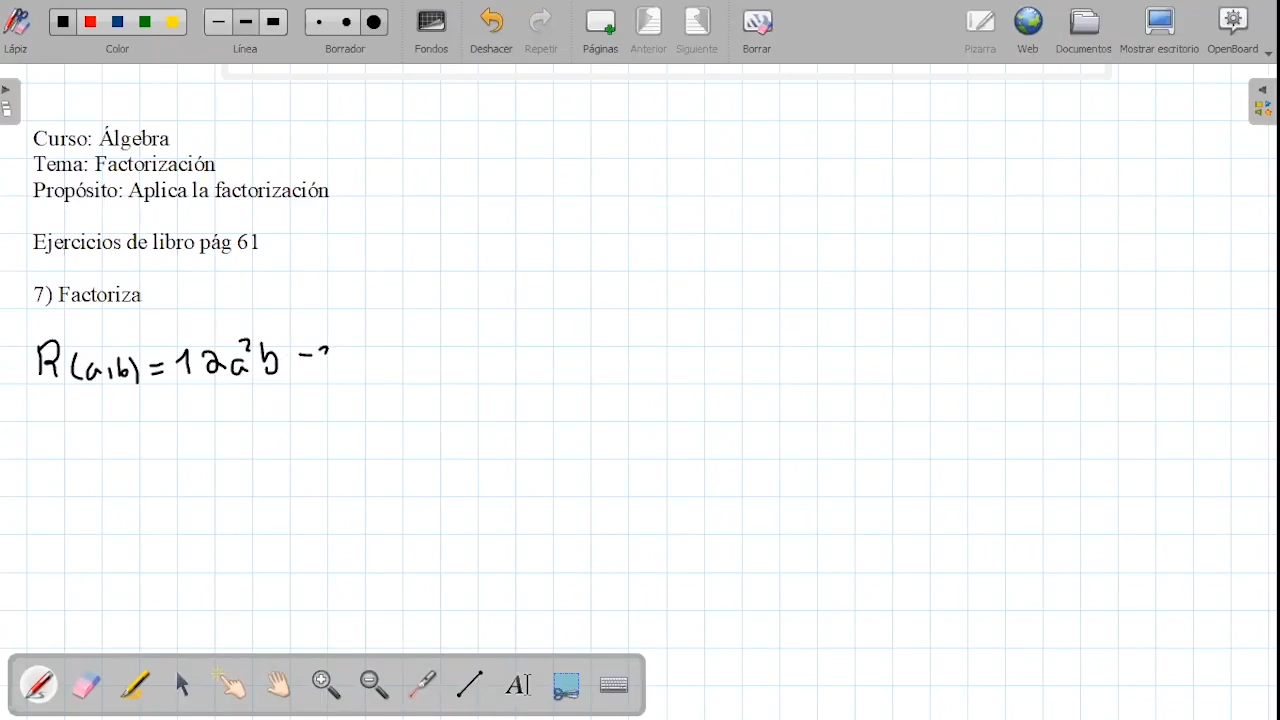 Lápiz Color Línea Borrador Fondos Deshacer Repetir Páginas Anterior Siguiente Borrar Pizarra Web Documentos Mostrar escritorio OpenBoard
Curso: Álgebra
Tema: Factorización
Propósito: Aplica la factorización
Ejercicios de libro pág 61
7) Factoriza
R(a,b) = 12a²b -